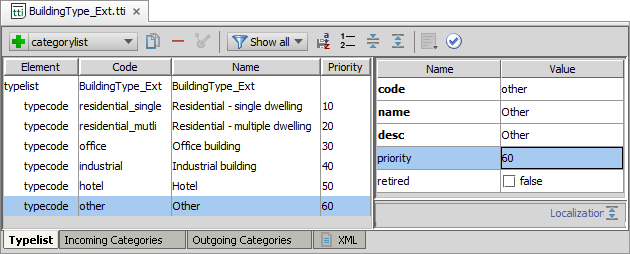 tti BuildingType_Ext.tti ×
categorylist Show all
Element Code Name Priority
typelist BuildingType_Ext BuildingType_Ext
typecode residential_single Residential - single dwelling 10
typecode residential_mutli Residential - multiple dwelling 20
typecode office Office building 30
typecode industrial Industrial building 40
typecode hotel Hotel 50
typecode other Other 60
Name Value
code other
name Other
desc Other
priority 60
retired false
Localization
Typelist Incoming Categories Outgoing Categories XML